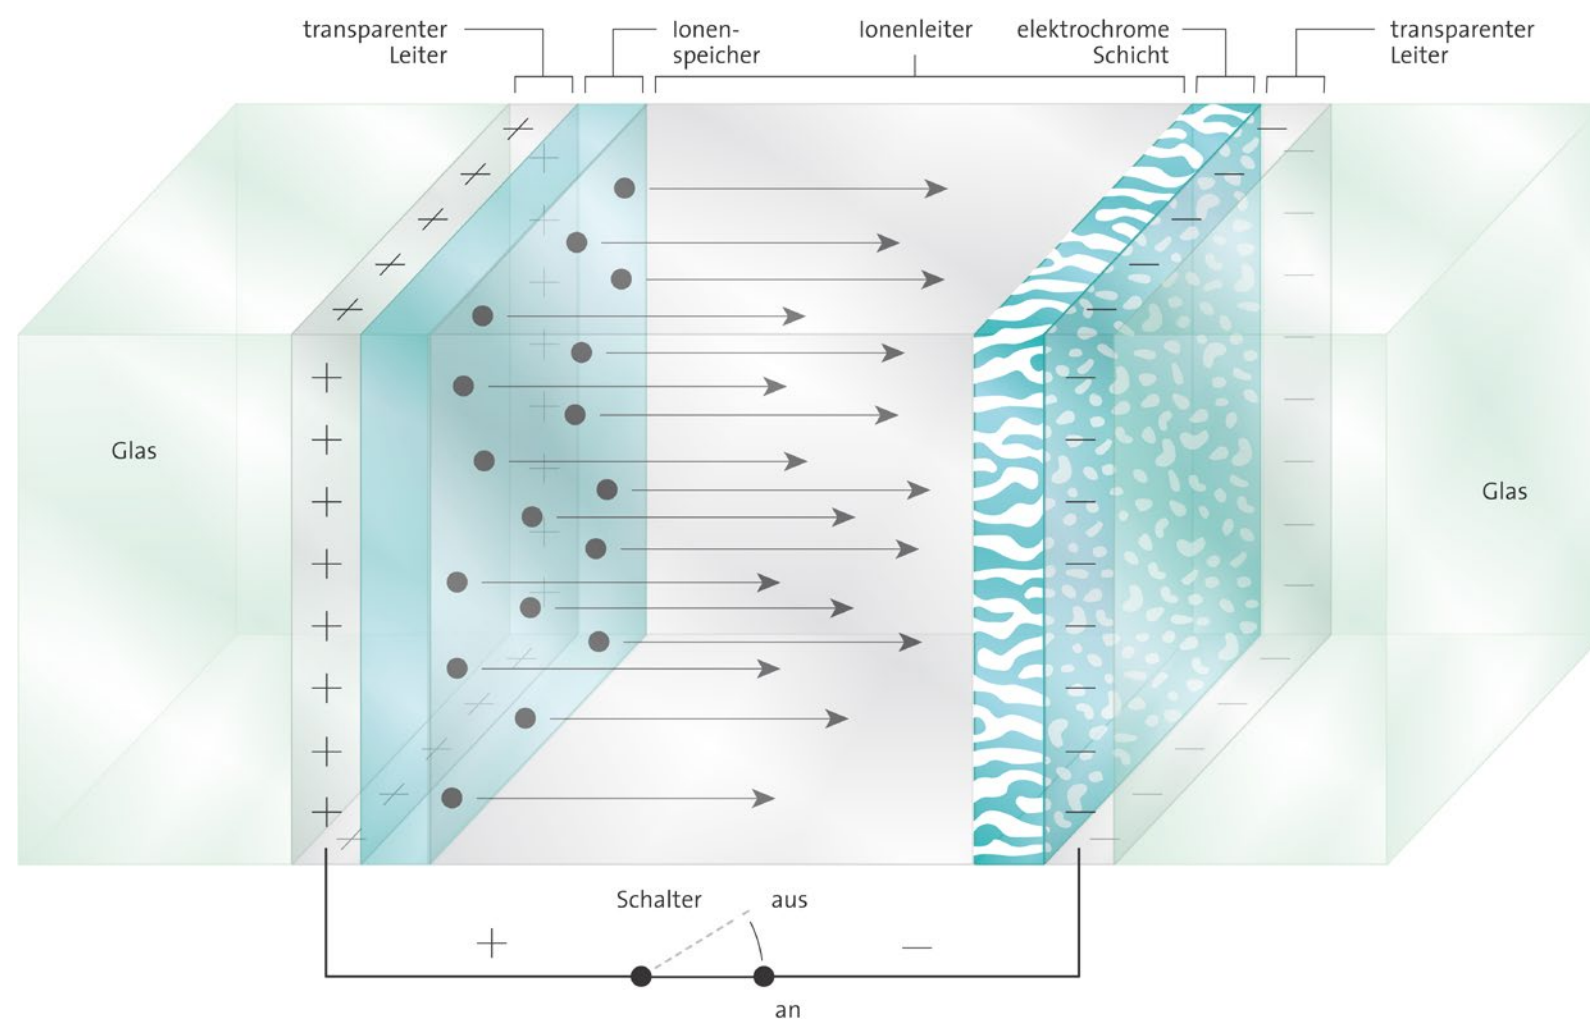 transparenter
Leiter
Ionen-
speicher
Ionenleiter
elektrochrome
Schicht
transparenter
Leiter
Glas
Glas
Schalter
aus
+
—
an